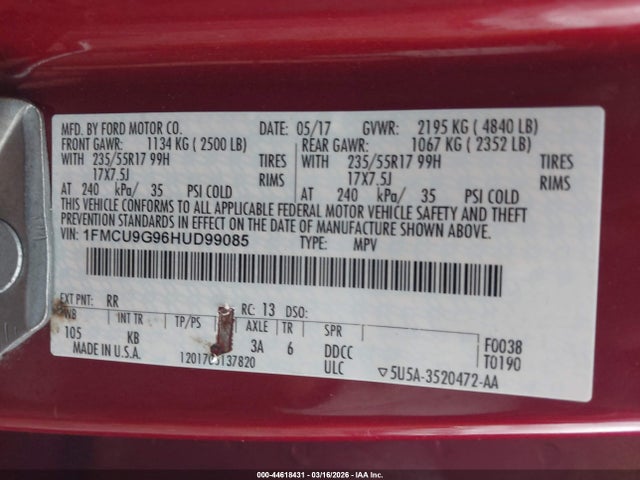 MFD. BY FORD MOTOR CO. DATE: 05/17 GVWR: 2195 KG ( 4840 LB)
FRONT GAWR: 1134 KG ( 2500 LB) REAR GAWR: 1067 KG ( 2352 LB)
WITH 235/55R17 99H TIRES WITH 235/55R17 99H TIRES
17X7.5J RIMS 17X7.5J RIMS
AT 240 kPa/ 35 PSI COLD AT 240 kPa/ 35 PSI COLD
THIS VEHICLE CONFORMS TO ALL APPLICABLE FEDERAL MOTOR VEHICLE SAFETY AND THEFT
PREVENTION STANDARDS IN EFFECT ON THE DATE OF MANUFACTURE SHOWN ABOVE.
VIN: 1FMCU9G96HUD99085 TYPE: MPV
EXT PNT: RR RC: 13 DSO:
WB INT TR TP/PS AXLE TR SPR
105 KB 3A 6 DDCC F0038
MADE IN U.S.A. ULC T0190
▽5U5A-3520472-AA
000-44618431 - 03/16/2026 - IAA Inc.